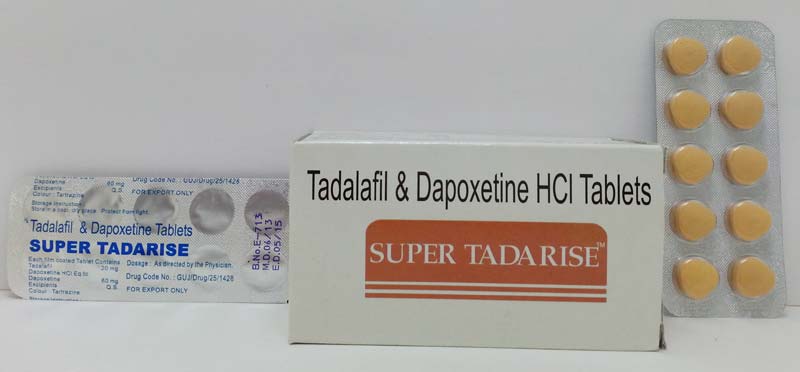 Dapoxetine 60 mg
Excipients Q.S.
Colour : Tartrazine
Drug Code No. : GUJ/Drug/25/1428
FOR EXPORT ONLY
Storage Instruction
Store in a cool, dry place Protect from light.
Tadalafil & Dapoxetine Tablets
SUPER TADARISE
Each film coated Tablet Contains
Tadalafil 20 mg
Dapoxetine HCl Eq.to
Dapoxetine 60 mg
Excipients Q.S.
Colour : Tartrazine
Dosage : As directed by the Physician.
Drug Code No. : GUJ/Drug/25/1428
FOR EXPORT ONLY
B.No.E-713
M.D.06/13
E.D.05/15
Tadalafil & Dapoxetine HCl Tablets
SUPER TADARISE™